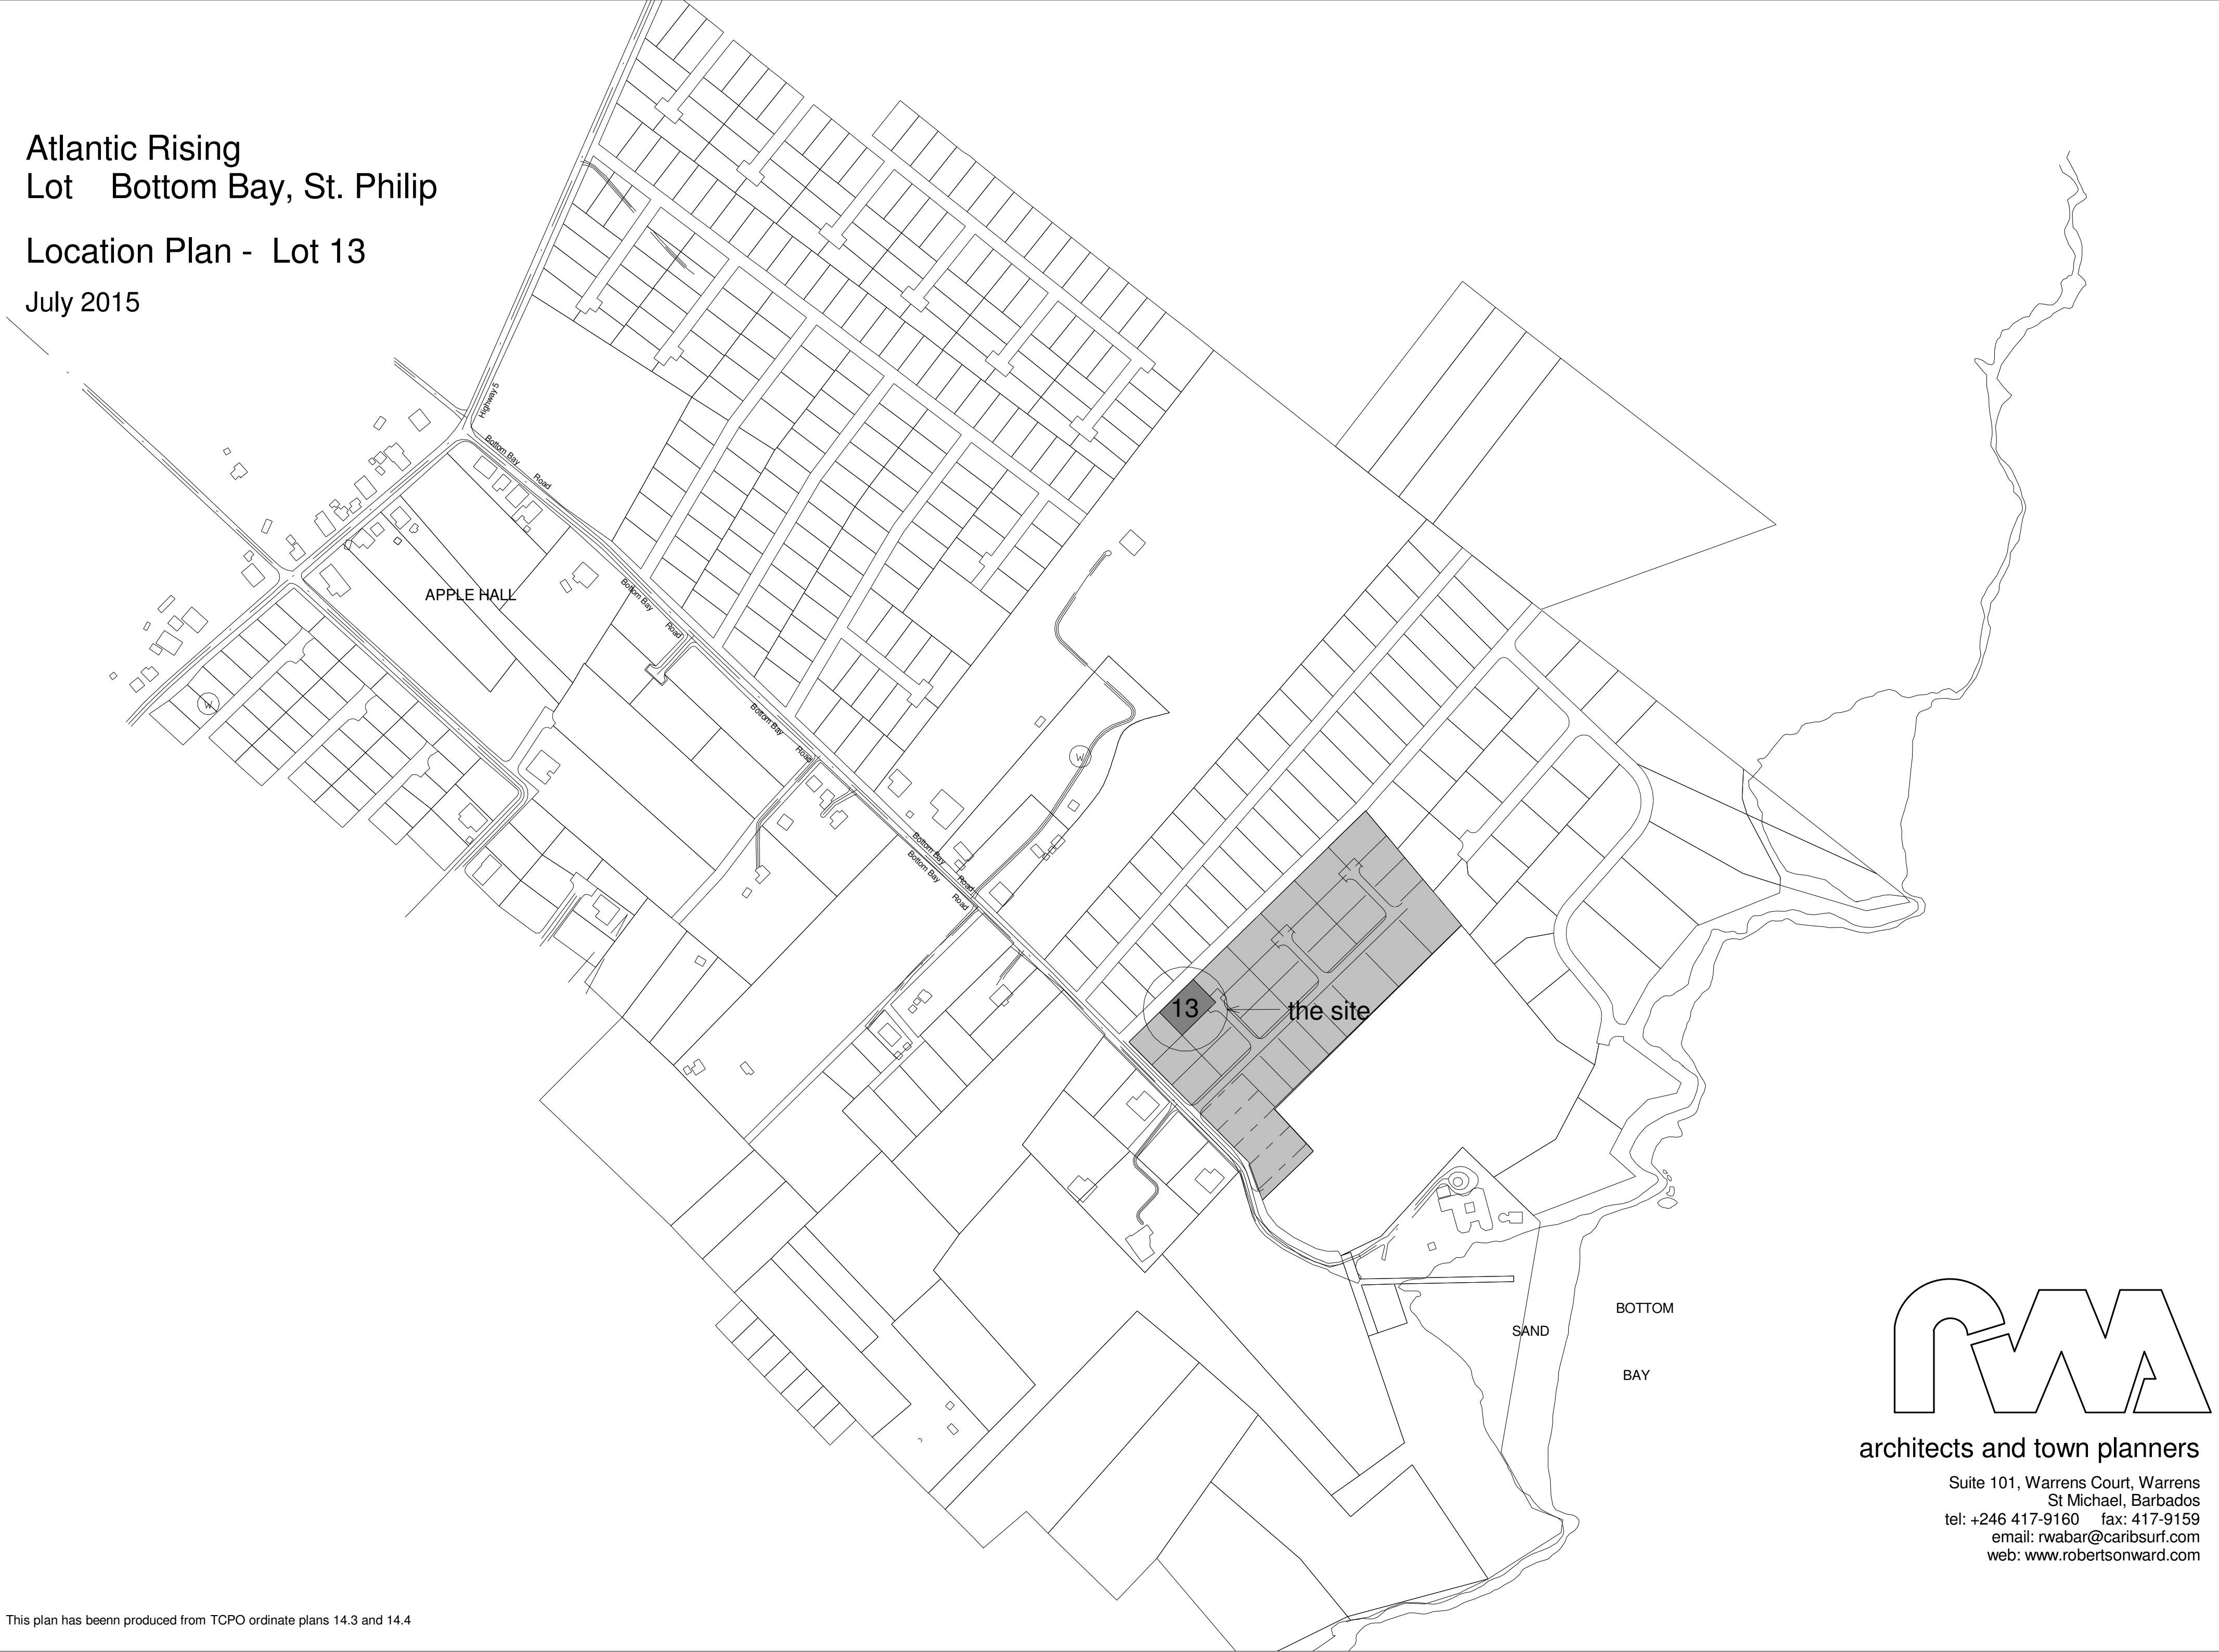 Atlantic Rising
Lot Bottom Bay, St. Philip
Location Plan - Lot 13
July 2015
Highway 5
Bottom Bay
Road
APPLE HALL
Bottom Bay
Road
W
Bottom Bay
Road
W
Bottom Bay
Road
Bottom Bay
Road
13
the site
BOTTOM
SAND
BAY
rwa
architects and town planners
Suite 101, Warrens Court, Warrens
St Michael, Barbados
tel: +246 417-9160 fax: 417-9159
email: rwabar@caribsurf.com
web: www.robertsonward.com
This plan has beenn produced from TCPO ordinate plans 14.3 and 14.4